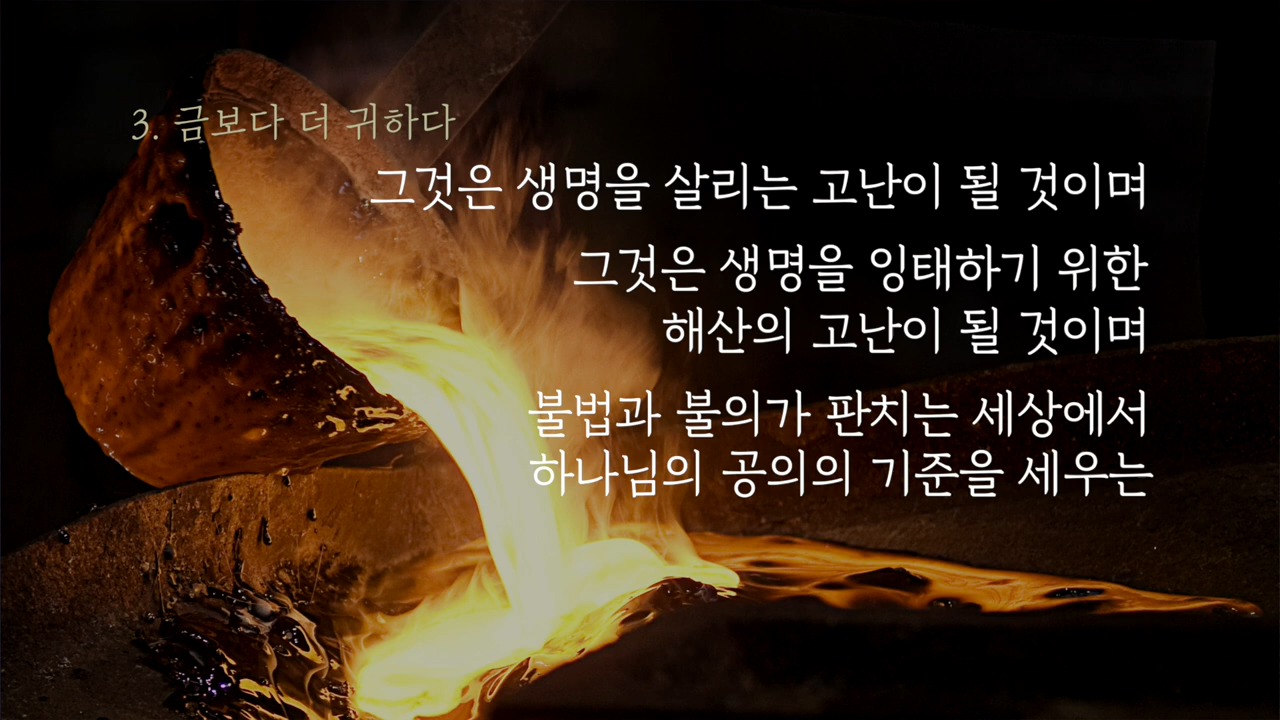 3. 금보다 더 귀하다
그것은 생명을 살리는 고난이 될 것이며
그것은 생명을 잉태하기 위한
해산의 고난이 될 것이며
불법과 불의가 판치는 세상에서
하나님의 공의의 기준을 세우는